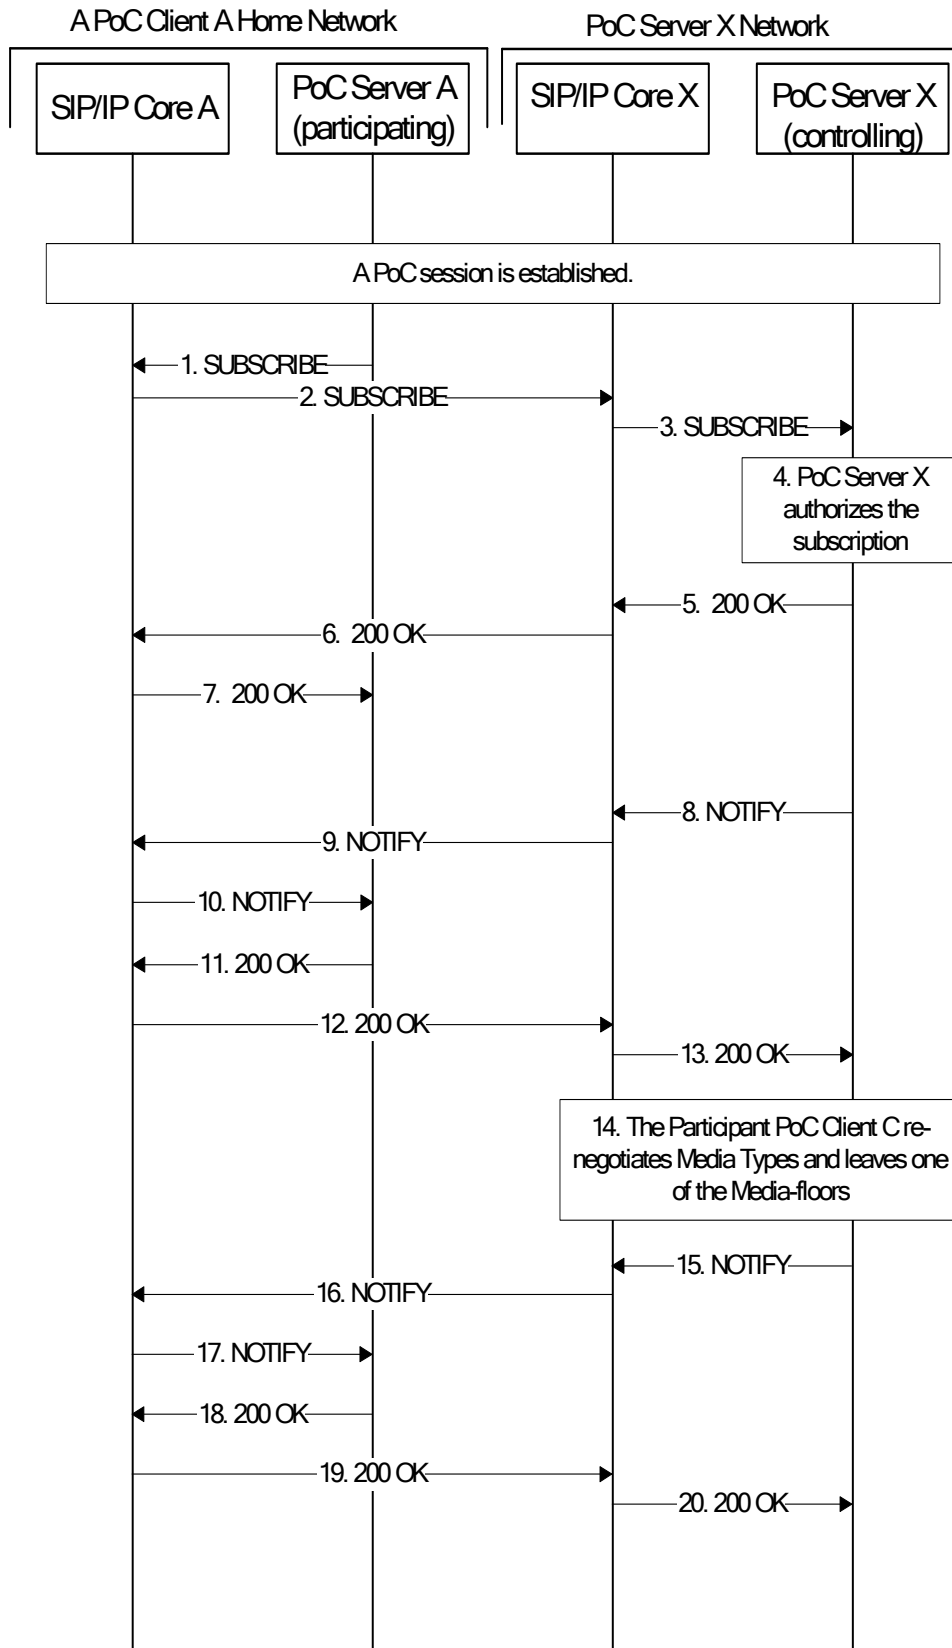 A PoC Client A Home Network
PoC Server X Network
SIP/IP Core A
PoC Server A
(participating)
SIP/IP Core X
PoC Server X
(controlling)
A PoC session is established.
1. SUBSCRIBE
2. SUBSCRIBE
3. SUBSCRIBE
4. PoC Server X
authorizes the
subscription
5. 200 OK
6. 200 OK
7. 200 OK
8. NOTIFY
9. NOTIFY
10. NOTIFY
11. 200 OK
12. 200 OK
13. 200 OK
14. The Participant PoC Client C re-
negotiates Media Types and leaves one
of the Media-floors
15. NOTIFY
16. NOTIFY
17. NOTIFY
18. 200 OK
19. 200 OK
20. 200 OK